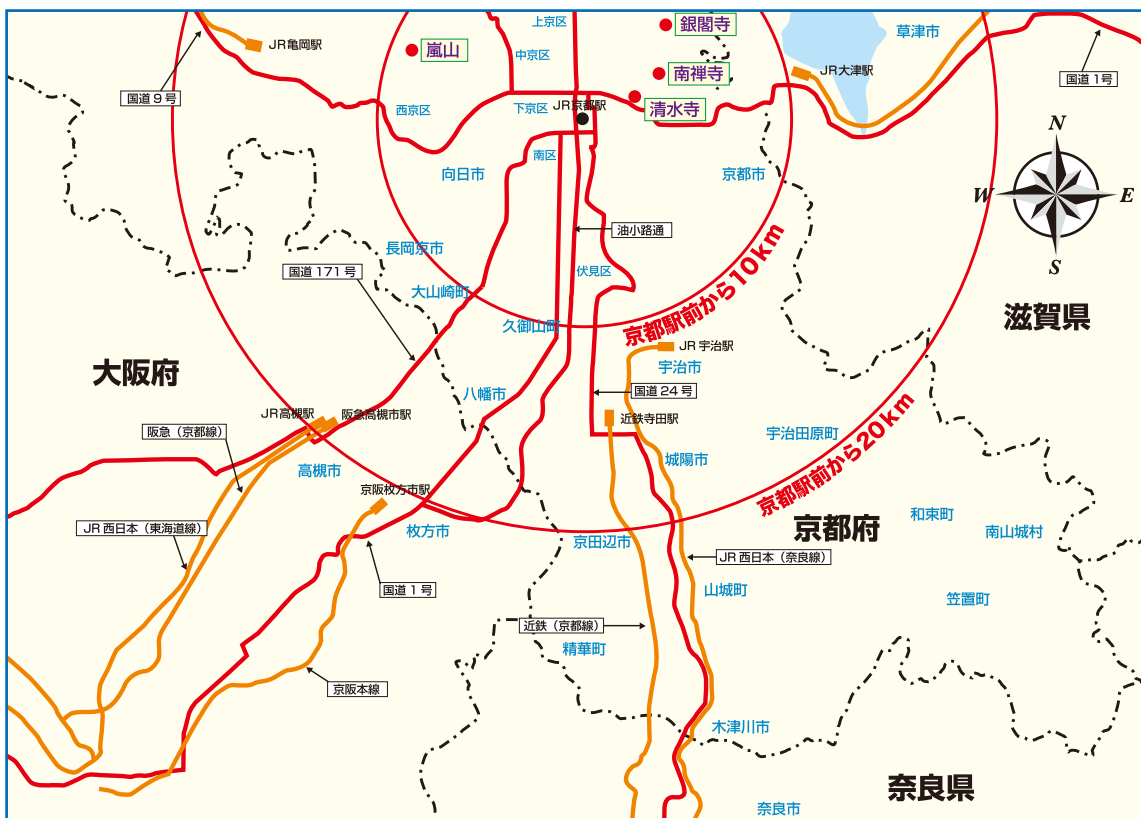 上京区
銀閣寺
草津市
JR亀岡駅
嵐山
中京区
南禅寺
JR大津駅
国道1号
国道9号
西京区
下京区
JR京都駅
清水寺
南区
向日市
京都市
N
W
E
S
油小路通
長岡京市
国道171号
伏見区
大山崎町
京都駅前から10km
滋賀県
久御山町
JR宇治駅
大阪府
宇治市
八幡市
国道24号
JR高槻駅
阪急高槻市駅
近鉄寺田駅
阪急（京都線）
宇治田原町
京都駅前から20km
高槻市
城陽市
京阪枚方市駅
JR西日本（東海道線）
枚方市
京田辺市
京都府
和束町
南山城村
JR西日本（奈良線）
国道1号
山城町
笠置町
近鉄（京都線）
精華町
京阪本線
木津川市
奈良県
奈良市